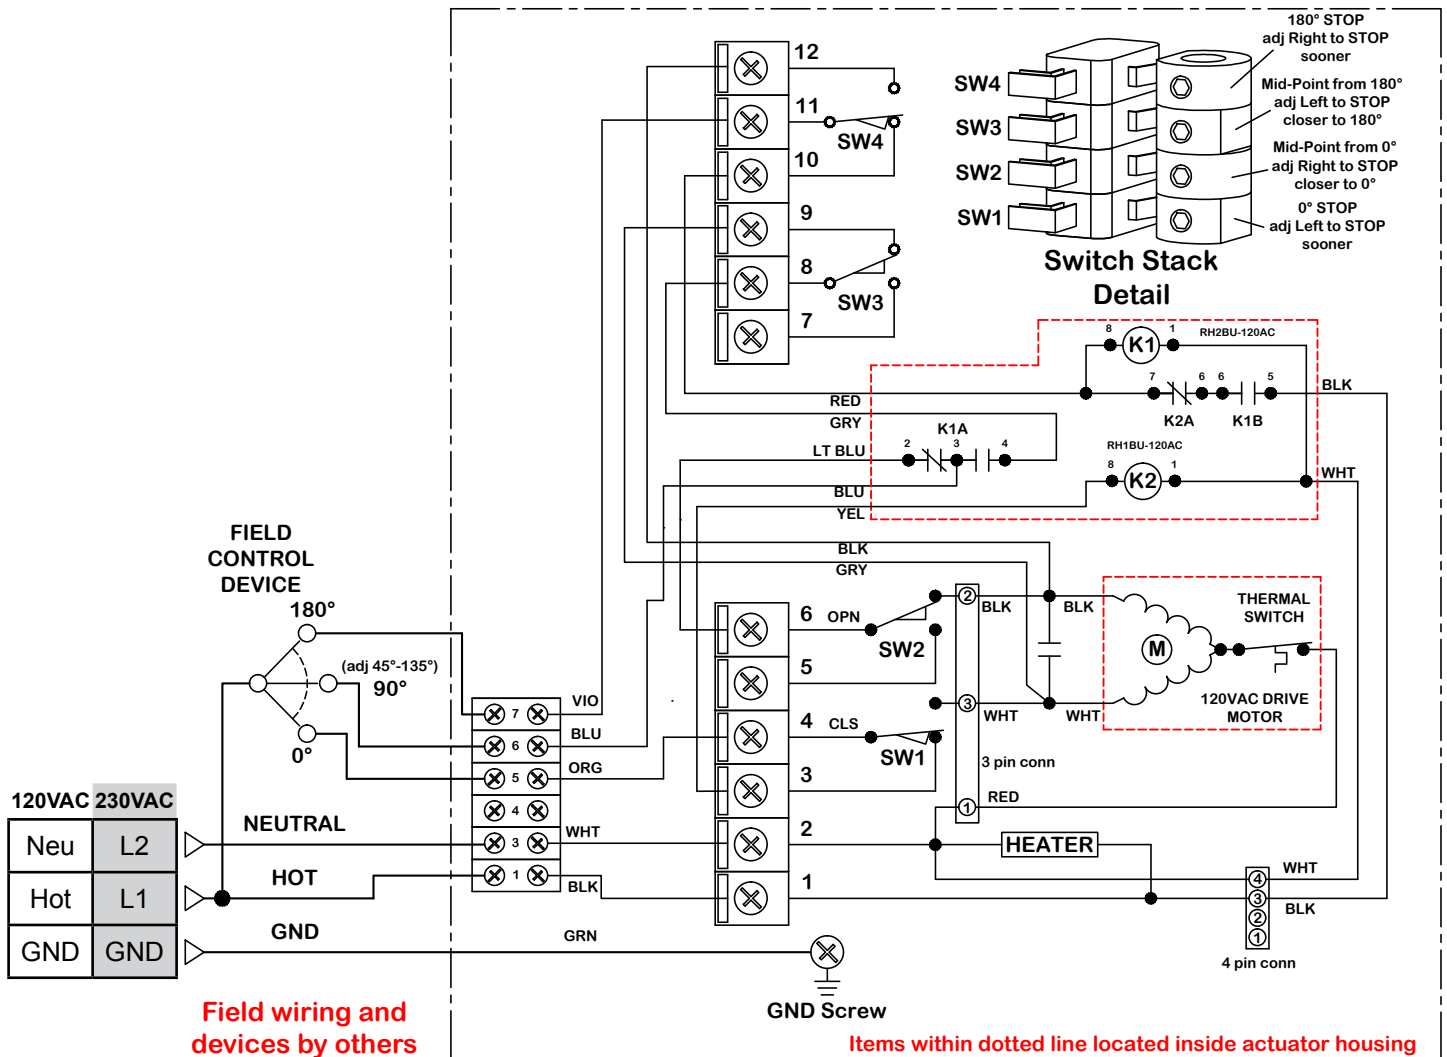 180° STOP
adj Right to STOP
sooner
Mid-Point from 180°
adj Left to STOP
closer to 180°
Mid-Point from 0°
adj Right to STOP
closer to 0°
0° STOP
adj Left to STOP
sooner
SW4
SW3
SW2
SW1
Switch Stack
Detail
12
11
10
9
8
7
SW4
SW3
8
K1
1
RH2BU-120AC
7
6
6
5
BLK
K2A
K1B
RED
GRY
K1A
LT BLU
2
3
4
RH1BU-120AC
8
K2
1
WHT
BLU
YEL
BLK
GRY
FIELD
CONTROL
DEVICE
180°
(adj 45°-135°)
90°
0°
6
OPN
SW2
5
4
CLS
SW1
3
2
1
2
BLK
BLK
3
WHT
WHT
3 pin conn
1
RED
THERMAL
SWITCH
M
120VAC DRIVE
MOTOR
7
VIO
6
BLU
5
ORG
4
3
WHT
1
BLK
120VAC
230VAC
Neu
L2
NEUTRAL
Hot
L1
HOT
GND
GND
GND
GRN
HEATER
4
WHT
3
BLK
2
1
4 pin conn
GND Screw
Field wiring and
devices by others
Items within dotted line located inside actuator housing